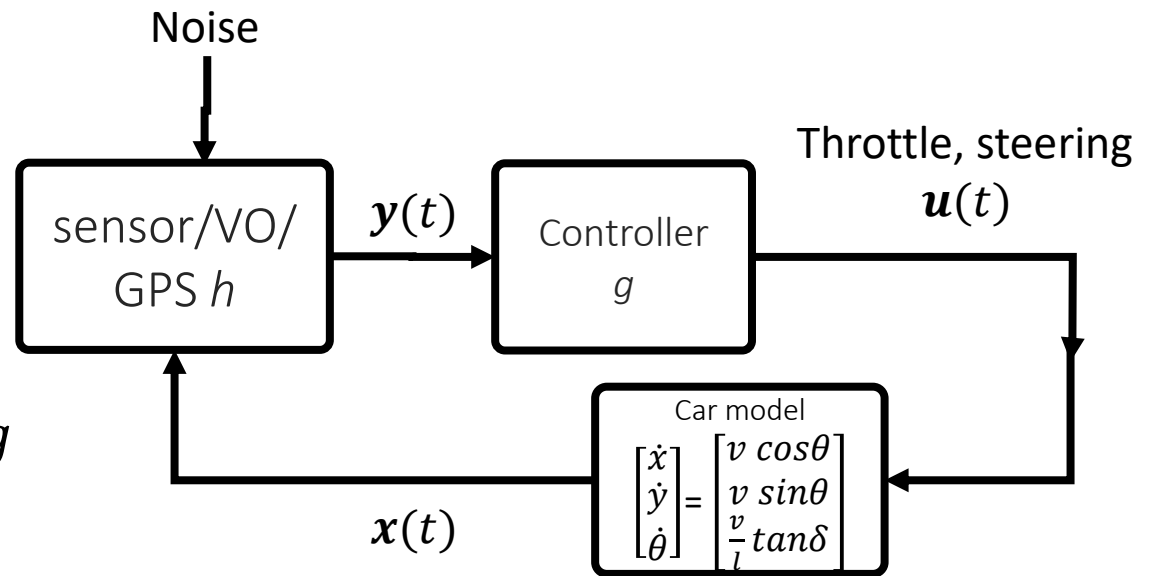 Noise
sensor/VO/
GPS h
y(t)
Controller
g
Throttle, steering
u(t)
Car model
[ẋ ẏ θ̇] = [v cosθ v sinθ v/l tanδ]
x(t)
g